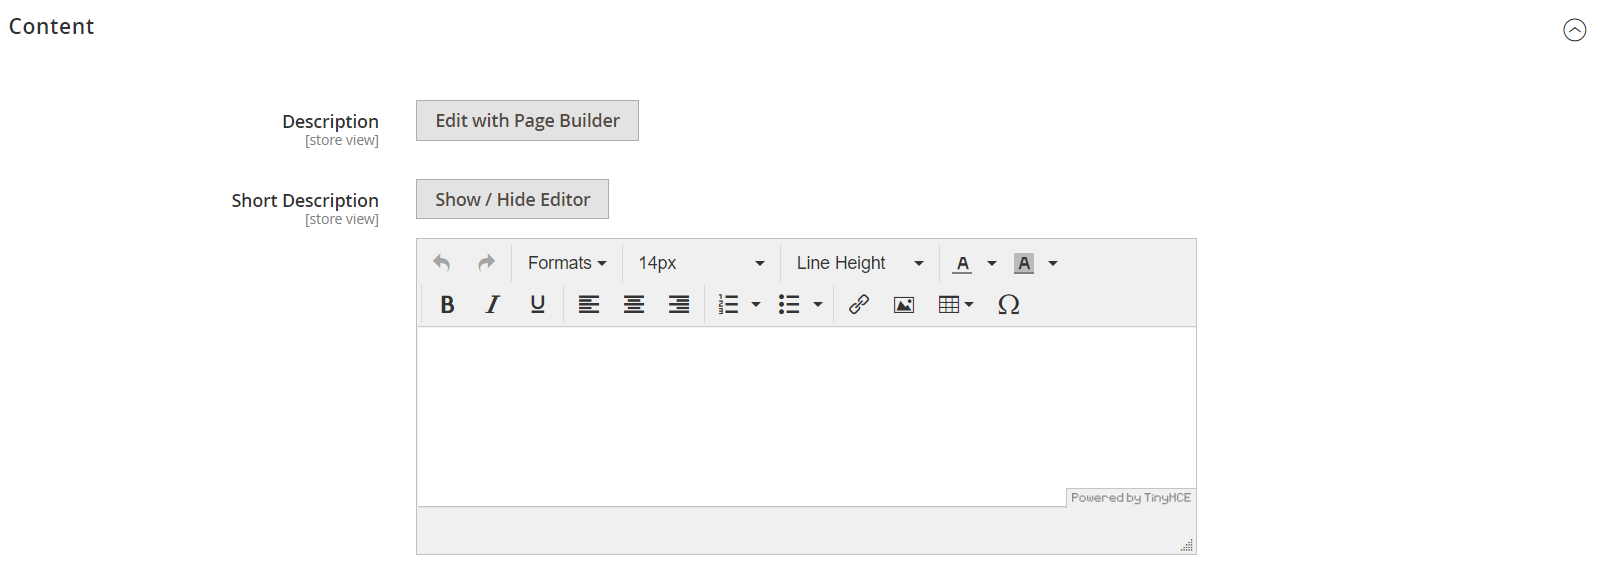 Content
Description
[store view]
Edit with Page Builder
Short Description
[store view]
Show / Hide Editor
Formats 14px Line Height A A
B I U Ω
Powered by TinyMCE